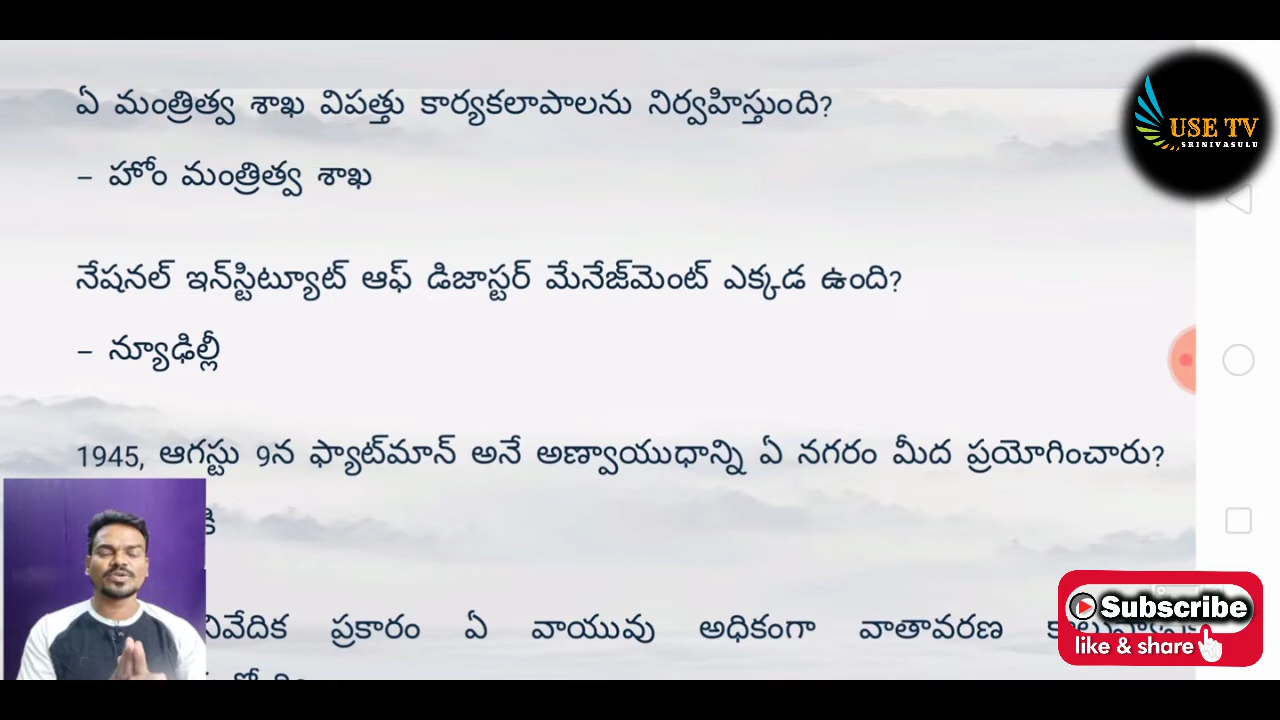 ఏ మంత్రిత్వ శాఖ విపత్తు కార్యకలాపాలను నిర్వహిస్తుంది?
– హోం మంత్రిత్వ శాఖ
నేషనల్ ఇన్‌స్టిట్యూట్ ఆఫ్ డిజాస్టర్ మేనేజ్‌మెంట్ ఎక్కడ ఉంది?
– న్యూఢిల్లీ
1945, ఆగస్టు 9న ఫ్యాట్‌మాన్ అనే అణ్వాయుధాన్ని ఏ నగరం మీద ప్రయోగించారు?
నివేదిక ప్రకారం ఏ వాయువు అధికంగా వాతావరణ
USE TV
SRINIVASULU
Subscribe
like & share